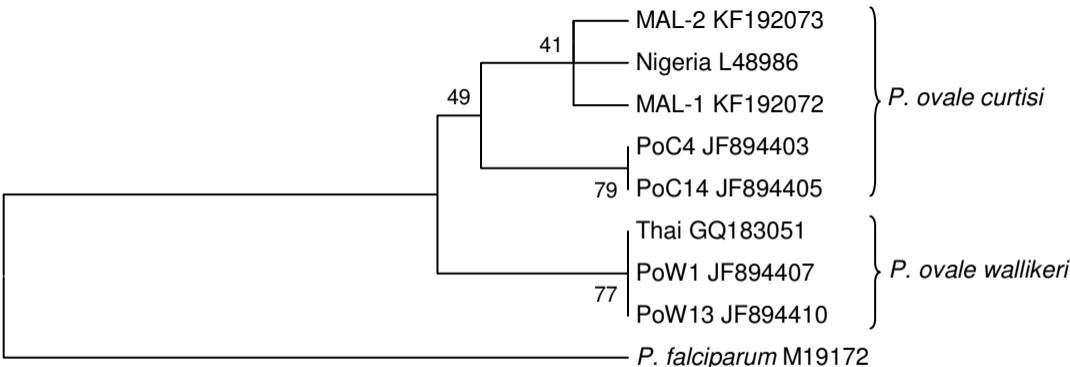 MAL-2 KF192073
41
Nigeria L48986
49
MAL-1 KF192072
P. ovale curtisi
PoC4 JF894403
79
PoC14 JF894405
Thai GQ183051
PoW1 JF894407
P. ovale wallikeri
77
PoW13 JF894410
P. falciparum M19172